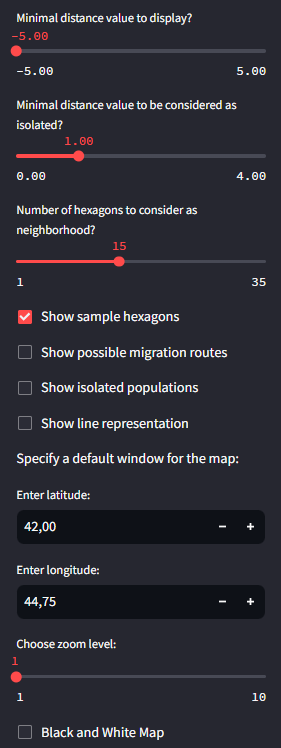 Minimal distance value to display?
-5.00
-5.00 5.00
Minimal distance value to be considered as
isolated?
1.00
0.00 4.00
Number of hexagons to consider as
neighborhood?
15
1 35
Show sample hexagons
Show possible migration routes
Show isolated populations
Show line representation
Specify a default window for the map:
Enter latitude:
42,00 − +
Enter longitude:
44,75 − +
Choose zoom level:
1
1 10
Black and White Map